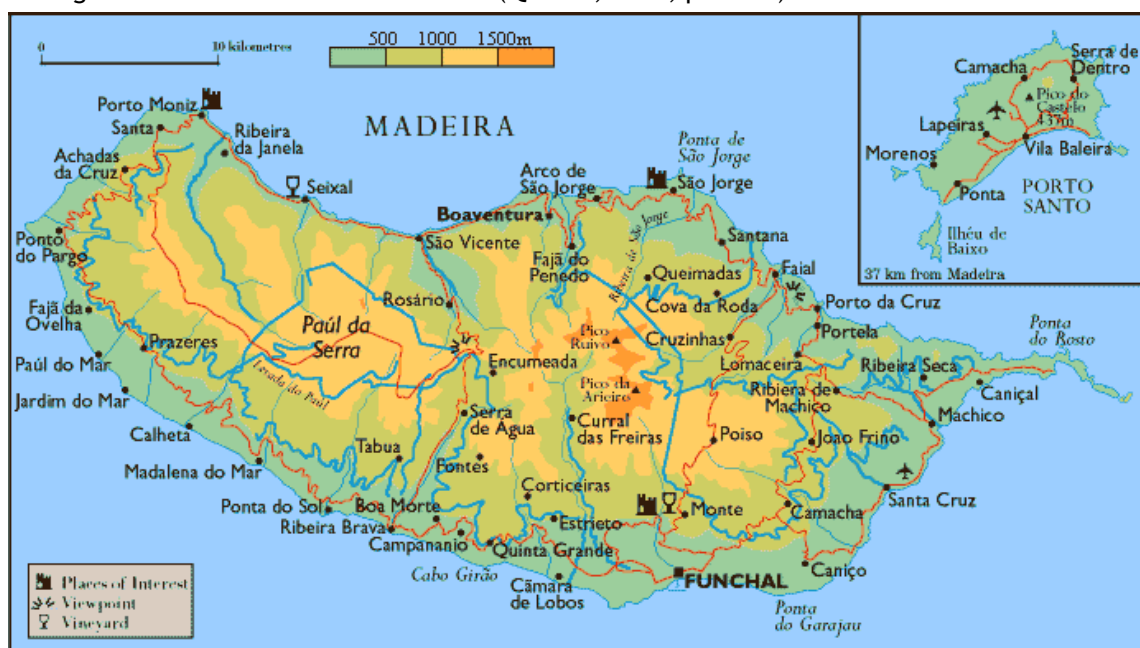 0
10 kilometres
500
1000
1500m
MADEIRA
Porto Moniz
Santa
Ribeira
da Janela
Achadas
da Cruz
Seixal
Ponto
do Pargo
Fajã da
Ovelha
Prazeres
Paúl do Mar
Jardim do Mar
Calheta
Madalena do Mar
Ponta do Sol
Ribeira Brava
Levada do Paúl
Paúl da
Serra
Rosário
São Vicente
Boaventura
Arco de
São Jorge
Ponta de
São Jorge
São Jorge
Ribeira de São Jorge
Fajã do
Penedo
Santana
Queimadas
Cova da Roda
Faial
Porto da Cruz
Cruzinhas
Portela
Lomaceira
Ribeira Seca
Ponta
do Rosto
Caniçal
Ribiera de
Machiço
Machico
Pico
Ruivo
Pico da
Arieiro
Encumeada
Serra
de Água
Curral
das Freiras
Poiso
Joao Frino
Tabua
Fontes
Corticeiras
Boa Morte
Estrieto
Monte
Camacha
Santa Cruz
Campananio
Quinta Grande
Cabo Girão
Cãmara
de Lobos
FUNCHAL
Caniço
Ponta
do Garajau
Places of Interest
Viewpoint
Vineyard
Serra de
Dentro
Camacha
Pico do
Castelo
437m
Lapeiras
Morenos
Vila Baleira
Ponta
PORTO
SANTO
Ilhéu de
Baixo
37 km from Madeira